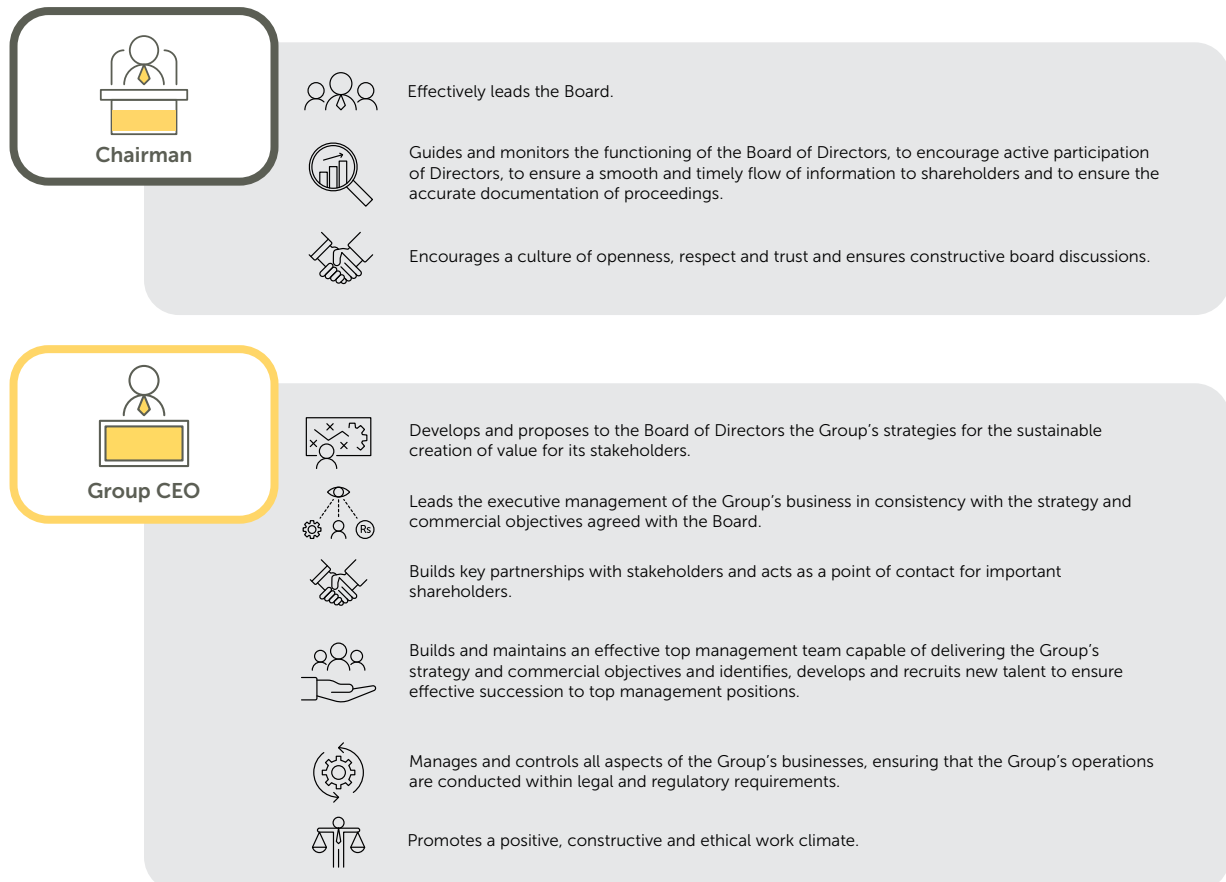 Chairman
Effectively leads the Board.
Guides and monitors the functioning of the Board of Directors, to encourage active participation
of Directors, to ensure a smooth and timely flow of information to shareholders and to ensure the
accurate documentation of proceedings.
Encourages a culture of openness, respect and trust and ensures constructive board discussions.
Group CEO
Develops and proposes to the Board of Directors the Group's strategies for the sustainable
creation of value for its stakeholders.
Leads the executive management of the Group's business in consistency with the strategy and
commercial objectives agreed with the Board.
Rs
Builds key partnerships with stakeholders and acts as a point of contact for important
shareholders.
Builds and maintains an effective top management team capable of delivering the Group's
strategy and commercial objectives and identifies, develops and recruits new talent to ensure
effective succession to top management positions.
Manages and controls all aspects of the Group's businesses, ensuring that the Group's operations
are conducted within legal and regulatory requirements.
Promotes a positive, constructive and ethical work climate.